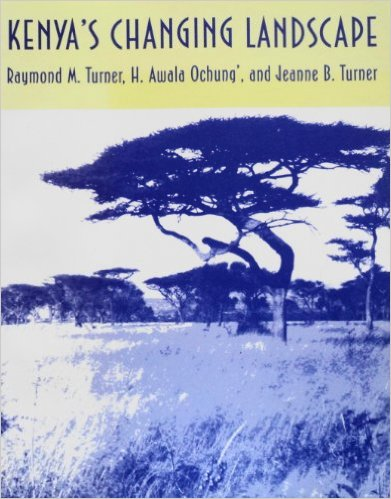 KENYA'S CHANGING LANDSCAPE
Raymond M. Turner, H. Awala Ochung', and Jeanne B. Turner